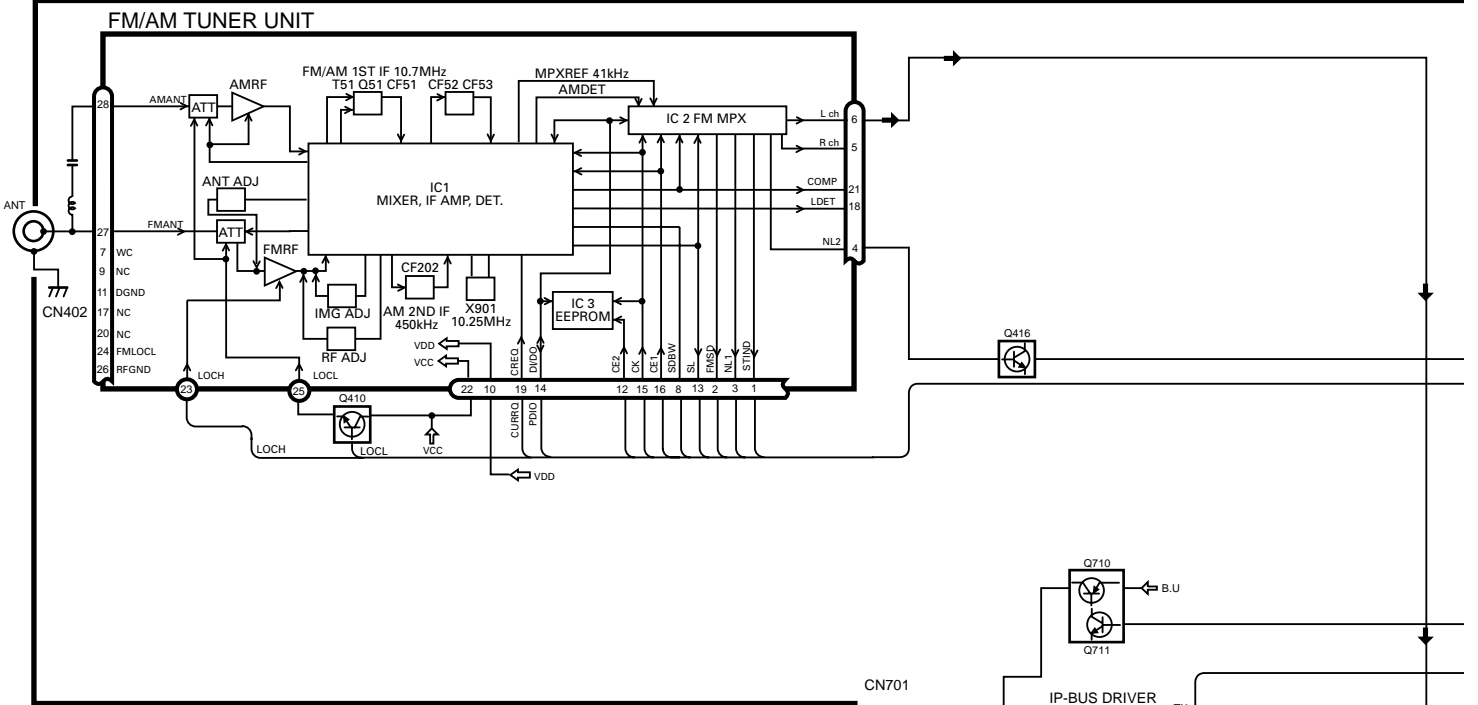 FM/AM TUNER UNIT
FM/AM 1ST IF 10.7MHz
T51 Q51 CF51
CF52 CF53
MPXREF 41kHz
AMDET
AMRF
28
AMANT
ATT
IC 2 FM MPX
L ch
6
R ch
5
ANT ADJ
IC1
MIXER, IF AMP, DET.
COMP
21
LDET
18
ANT
27
FMANT
ATT
NL2
4
FMRF
7 WC
9 NC
11 DGND
17 NC
20 NC
24 FMLOCL
26 RFGND
CN402
CF202
IMG ADJ
AM 2ND IF
450kHz
X901
10.25MHz
IC 3
EEPROM
RF ADJ
VDD
VCC
CREQ
DI/DO
CE2
CK
CE1
SDBW
SL
FMSD
NL1
STIND
Q416
LOCH
LOCL
23
25
22
10
19
14
12
15
16
8
13
2
3
1
Q410
CURRQ
PDIO
LOCH
LOCL
VCC
VDD
Q710
B.U
Q711
CN701
IP-BUS DRIVER